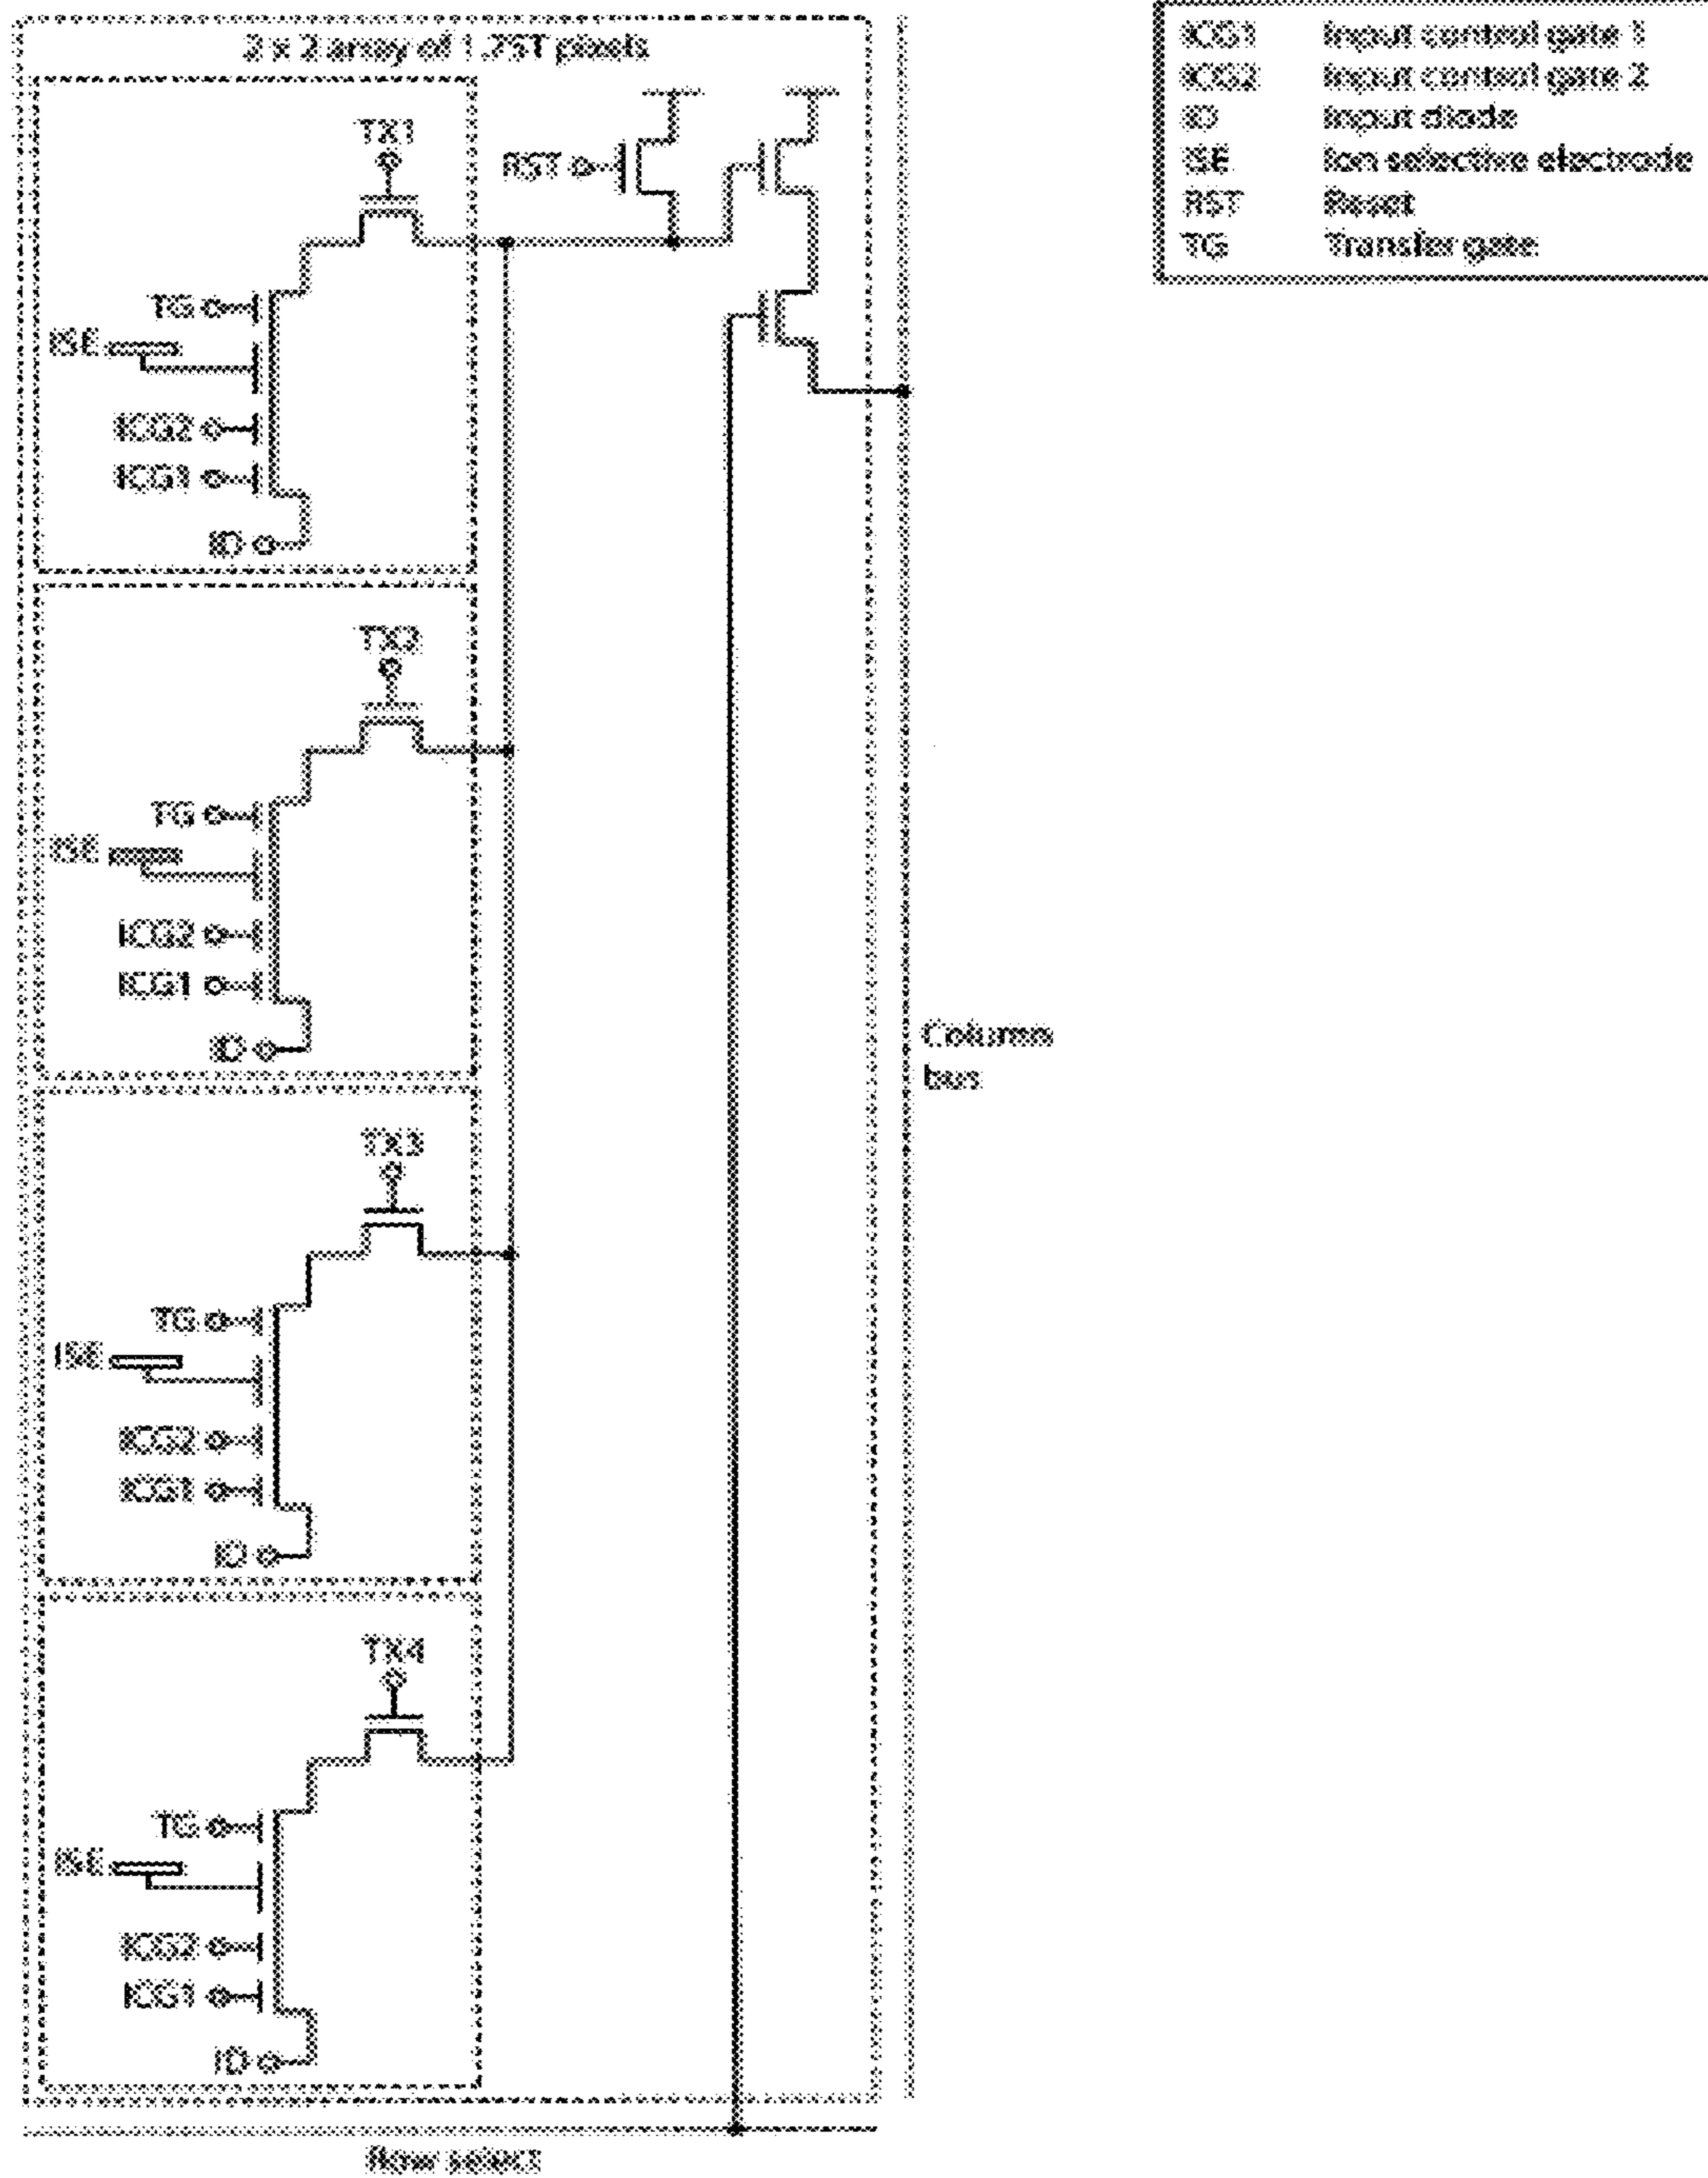 2 x 2 array of 1.75T pixels
TX1
RST
TG
ISE
ICG2
ICG1
ID
TX2
TG
ISE
ICG2
ICG1
ID
TX3
TG
ISE
ICG2
ICG1
ID
TX4
TG
ISE
ICG2
ICG1
ID
Row select
Column
bus
ICG1 Input control gate 1
ICG2 Input control gate 2
ID Input diode
ISE Ion selective electrode
RST Reset
TG Transfer gate